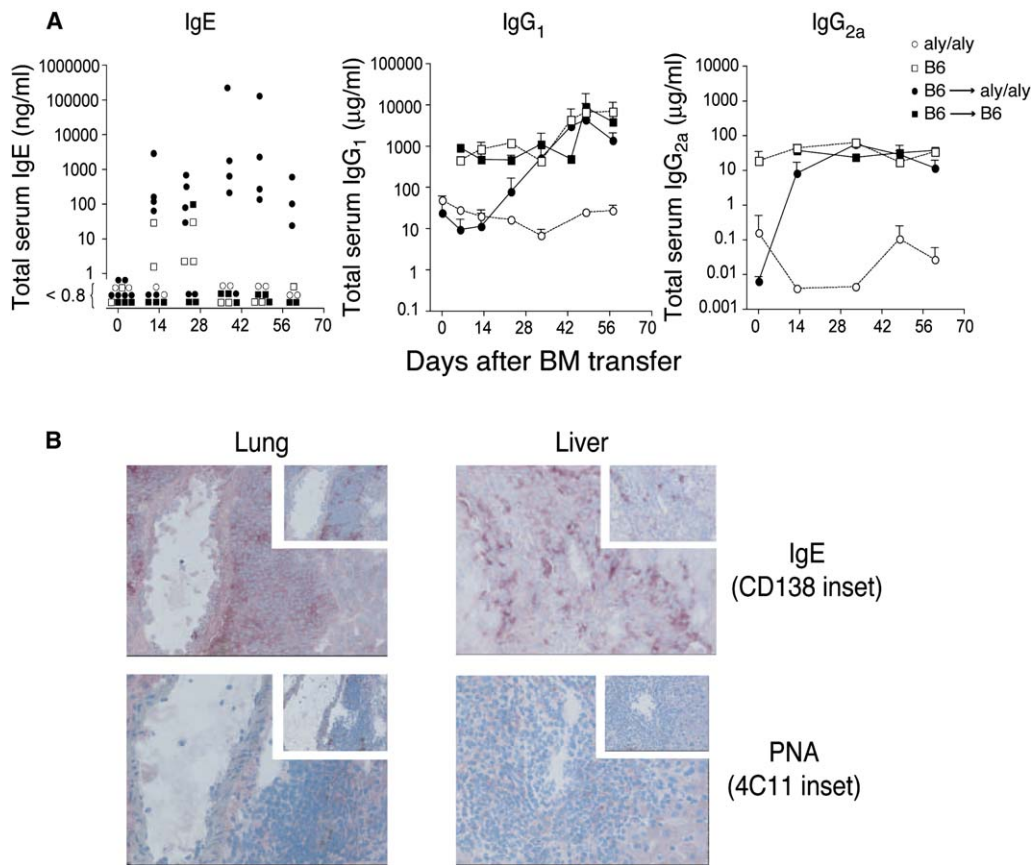 A
IgE
IgG₁
IgG₂ₐ
Total serum IgE (ng/ml)
1000000
100000
10000
1000
100
10
1
< 0.8 {
0 14 28 42 56 70
Total serum IgG₁ (µg/ml)
1000000
100000
10000
1000
100
10
1
0.1
0 14 28 42 56 70
Total serum IgG₂ₐ (µg/ml)
10000
1000
100
10
1
0.1
0.01
0.001
0 14 28 42 56 70
aly/aly
B6
B6 → aly/aly
B6 → B6
Days after BM transfer
B
Lung
Liver
IgE
(CD138 inset)
PNA
(4C11 inset)